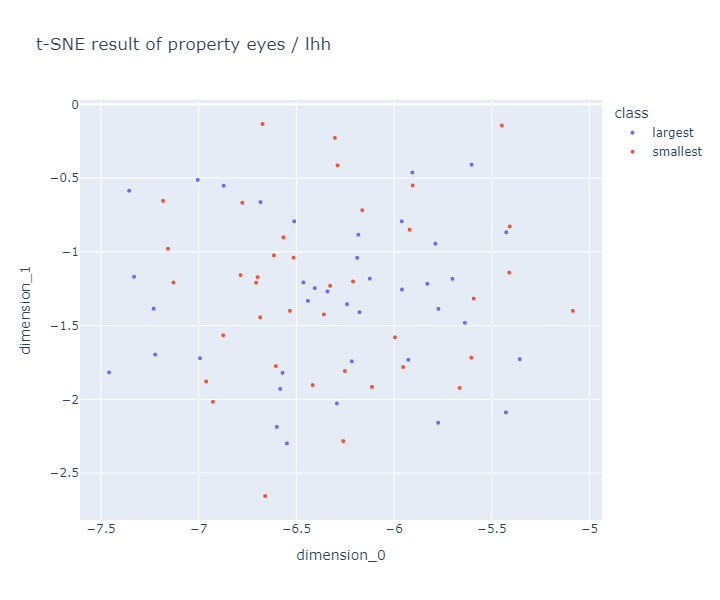 t-SNE result of property eyes / lhh
class
largest
smallest
0
−0.5
−1
−1.5
−2
−2.5
dimension_1
−7.5
−7
−6.5
−6
−5.5
−5
dimension_0